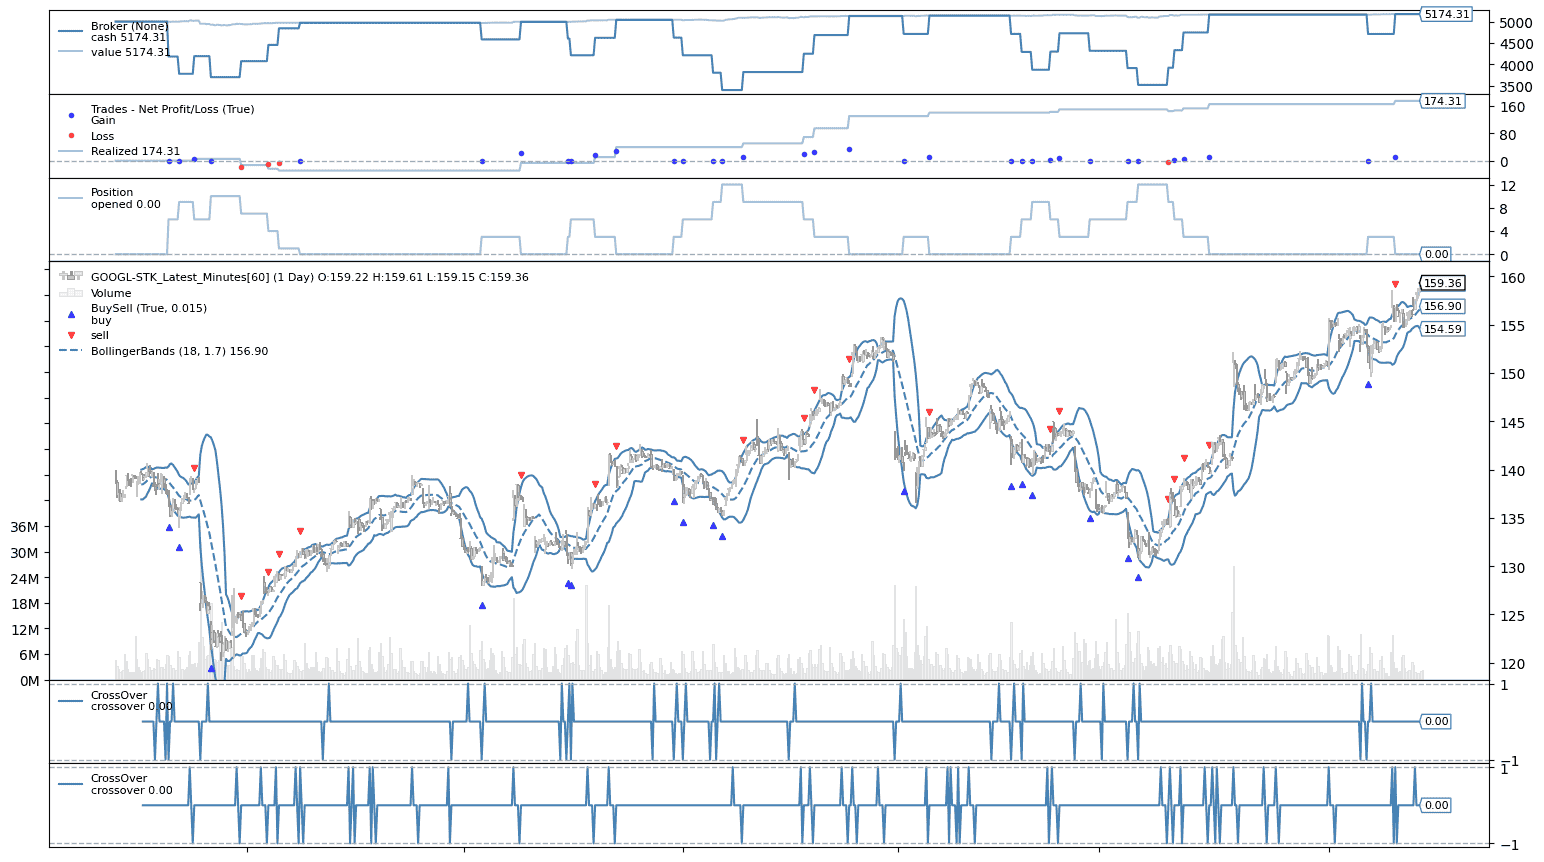 Broker (None)
cash 5174.31
value 5174.31
5174.31
5000
4500
4000
3500
Trades - Net Profit/Loss (True)
Gain
Loss
Realized 174.31
174.31
160
80
0
Position
opened 0.00
12
8
4
0
0.00
GOOGL-STK_Latest_Minutes[60] (1 Day) O:159.22 H:159.61 L:159.15 C:159.36
Volume
BuySell (True, 0.015)
buy
sell
BollingerBands (18, 1.7) 156.90
159.36
156.90
154.59
160
155
150
145
140
135
130
125
120
36M
30M
24M
18M
12M
6M
0M
CrossOver
crossover 0.00
1
0.00
−1
CrossOver
crossover 0.00
1
0.00
−1